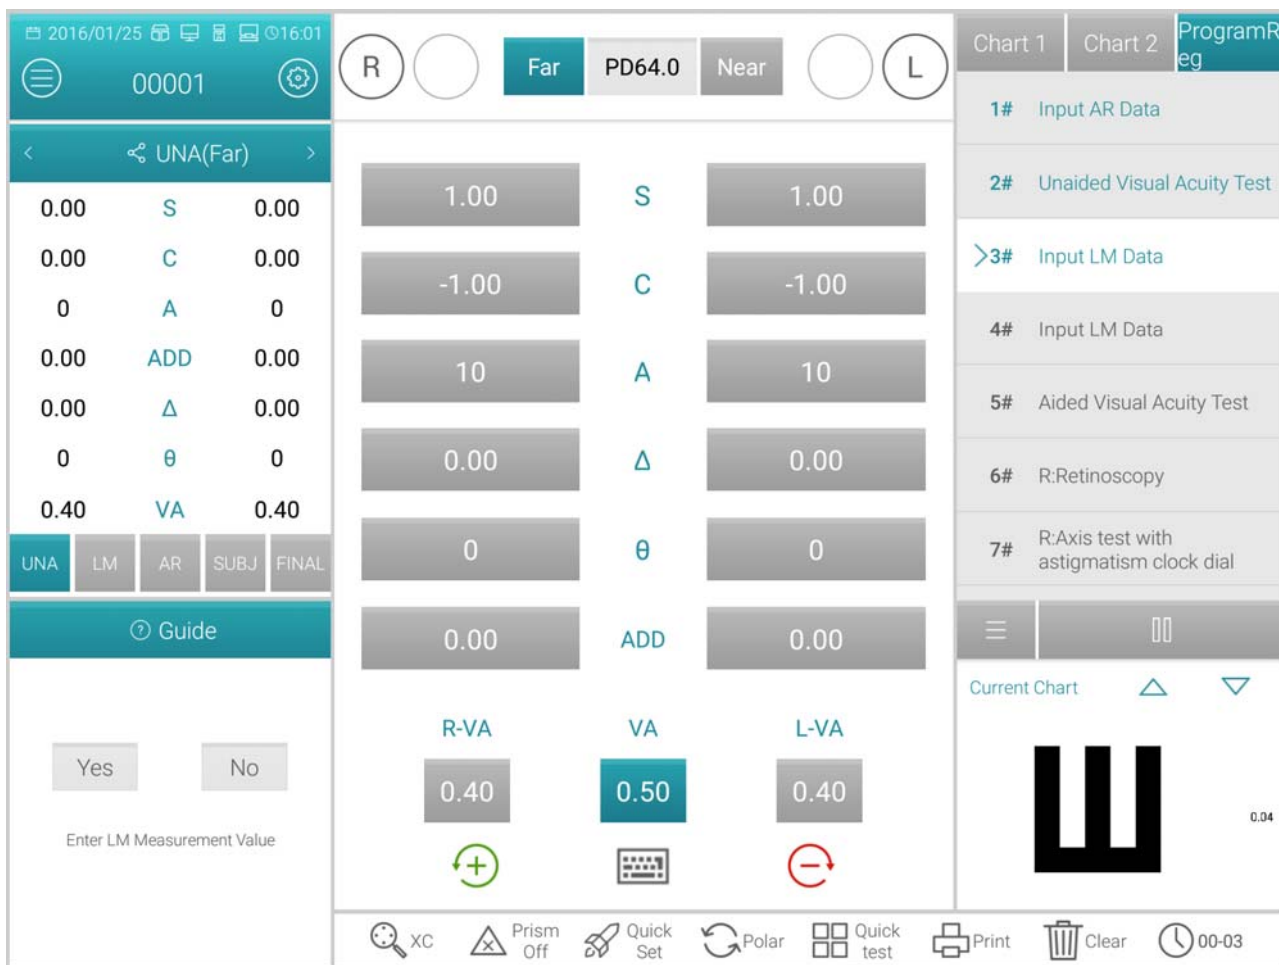 2016/01/25 016:01
00001
UNA(Far)
0.00 S 0.00
0.00 C 0.00
0 A 0
0.00 ADD 0.00
0.00 Δ 0.00
0 θ 0
0.40 VA 0.40
UNA LM AR SUBJ FINAL
Guide
Yes No
Enter LM Measurement Value
R Far PD64.0 Near L
1.00 S 1.00
-1.00 C -1.00
10 A 10
0.00 Δ 0.00
0 θ 0
0.00 ADD 0.00
R-VA VA L-VA
0.40 0.50 0.40
Chart 1 Chart 2 ProgramR
eg
1# Input AR Data
2# Unaided Visual Acuity Test
3# Input LM Data
4# Input LM Data
5# Aided Visual Acuity Test
6# R:Retinoscopy
7# R:Axis test with
astigmatism clock dial
Current Chart
0.04
XC Prism Off Quick Set Polar Quick test Print Clear 00-03